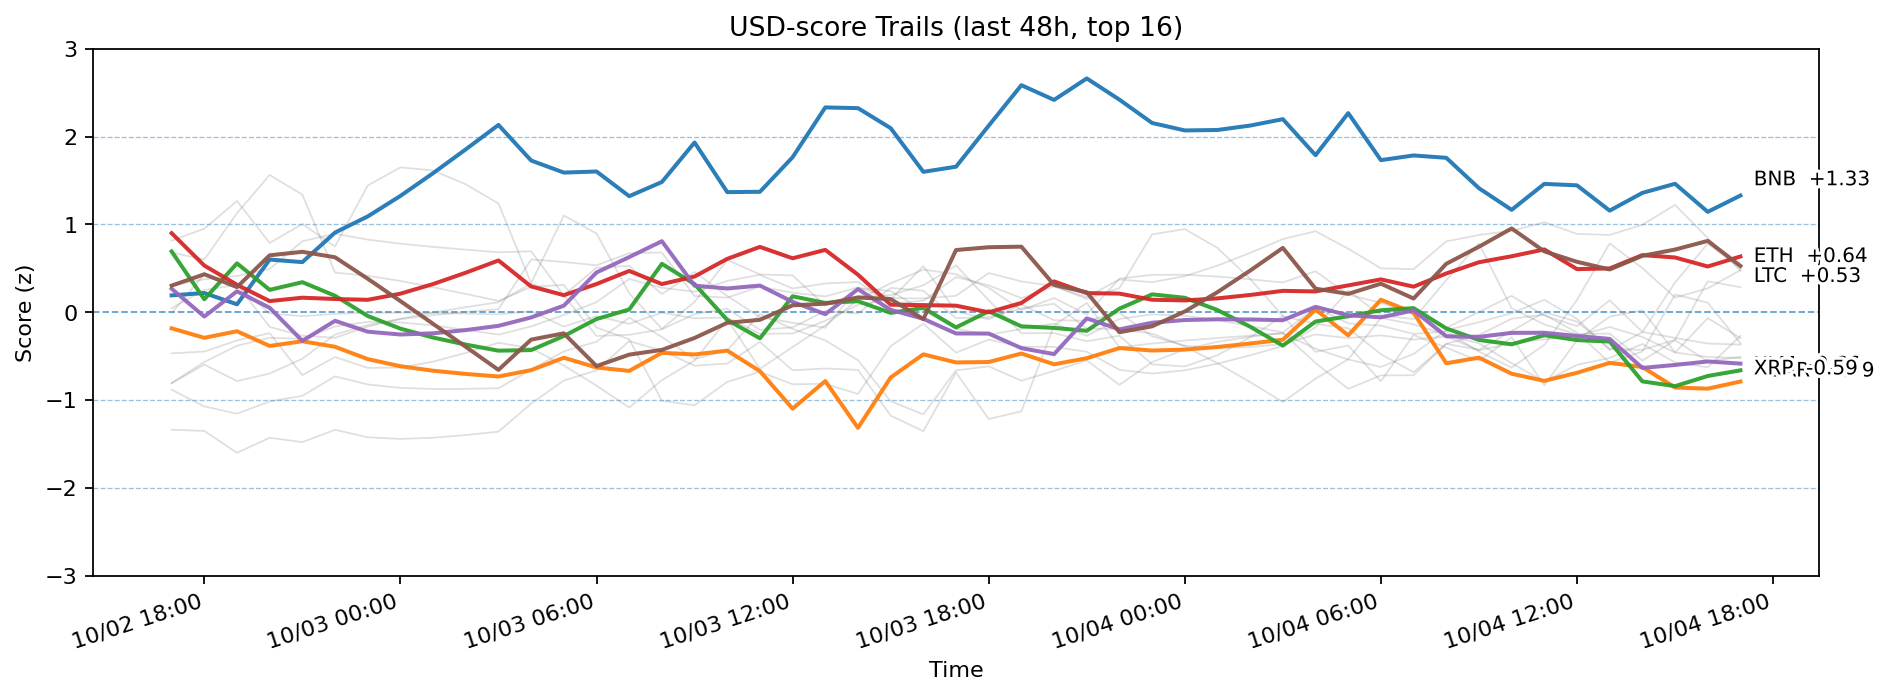 USD-score Trails (last 48h, top 16)
Score (z)
3
2
1
0
−1
−2
−3
BNB +1.33
ETH +0.64
LTC +0.53
XRP -0.59
10/02 18:00
10/03 00:00
10/03 06:00
10/03 12:00
10/03 18:00
10/04 00:00
10/04 06:00
10/04 12:00
10/04 18:00
Time